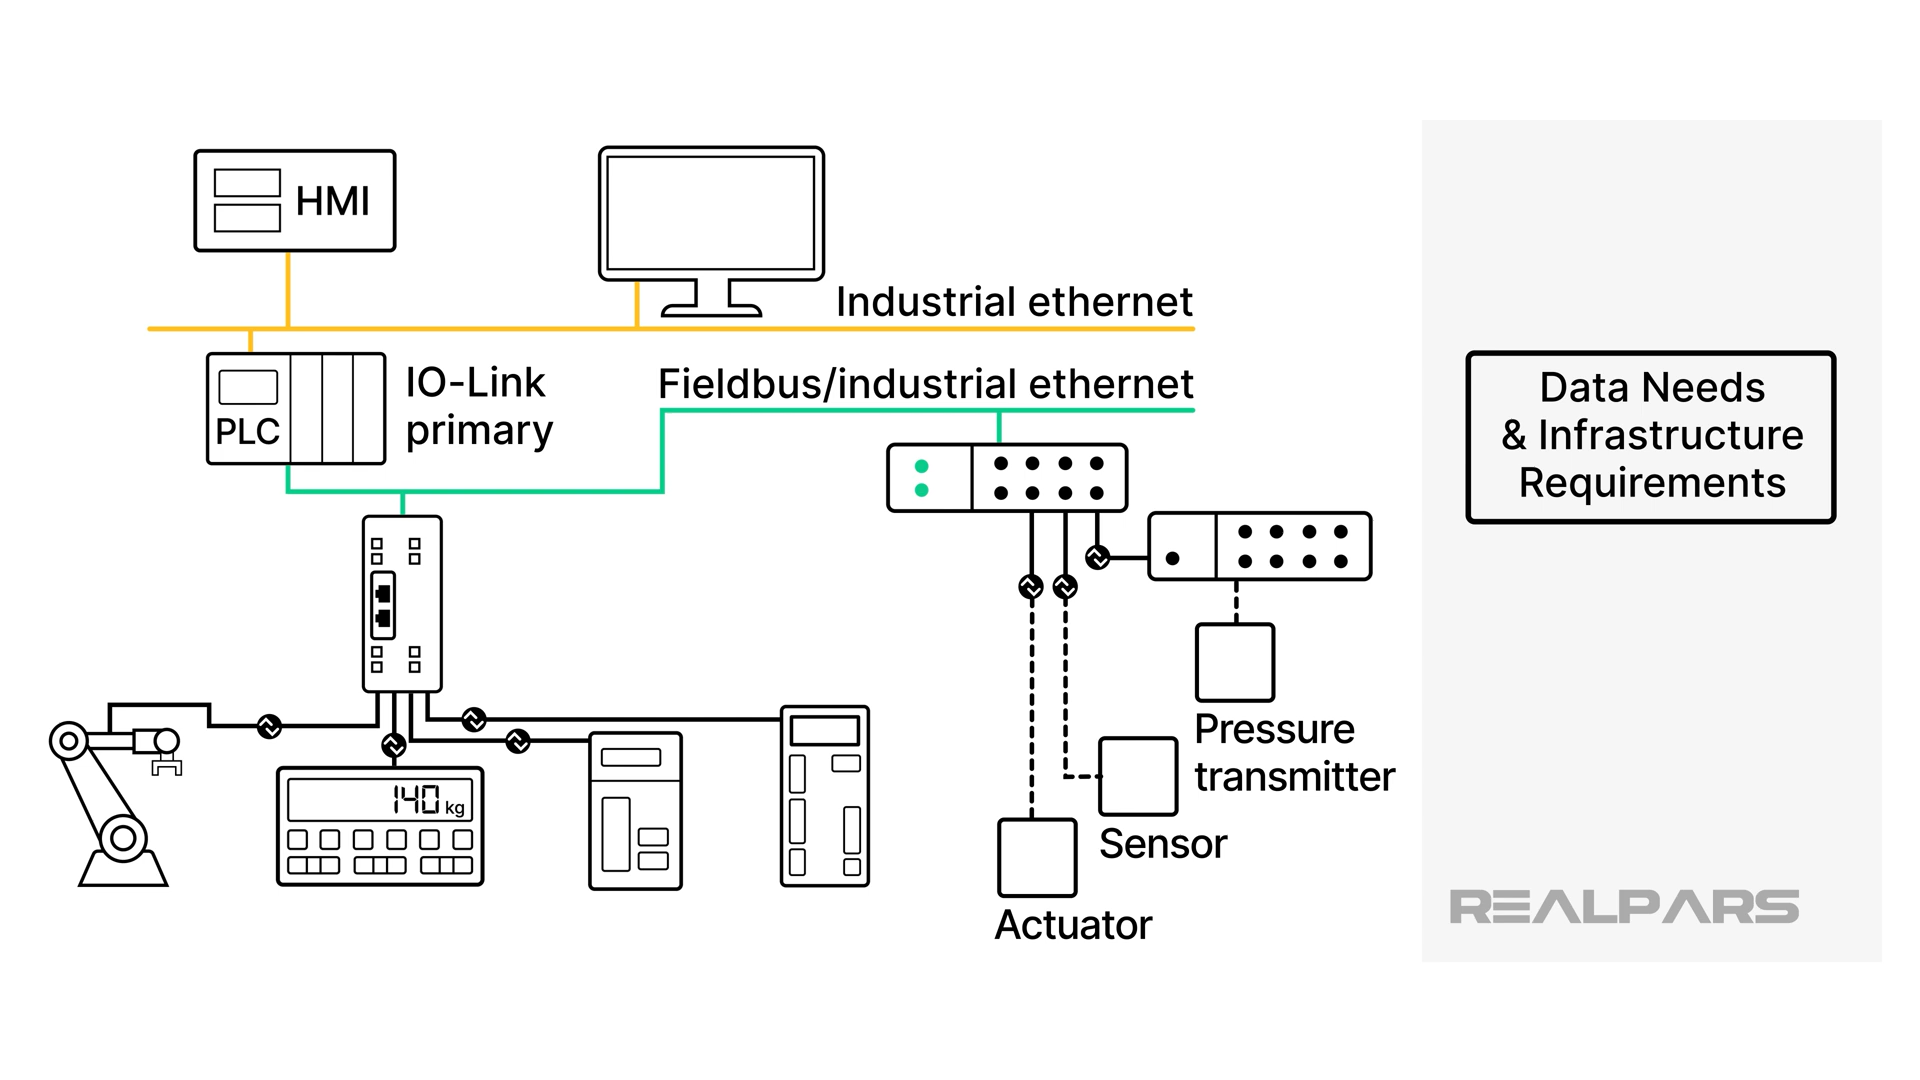 HMI
Industrial ethernet
PLC
IO-Link
primary
Fieldbus/industrial ethernet
Data Needs
& Infrastructure
Requirements
140 kg
Pressure
transmitter
Sensor
Actuator
REALPARS